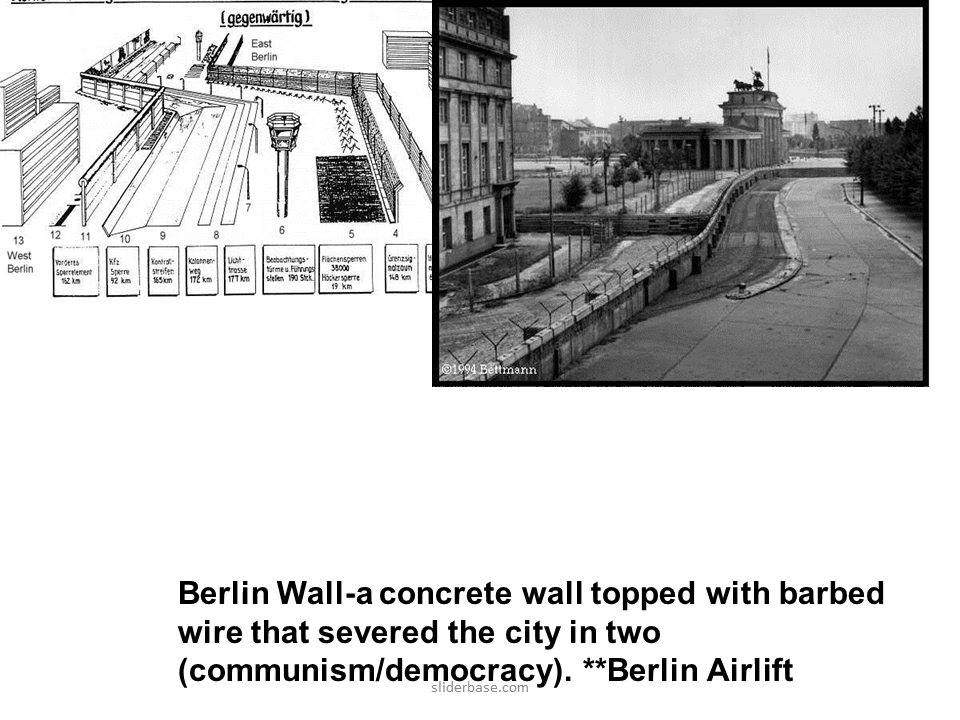 (gegenwärtig)
East
Berlin
13
12
11
10
9
8
7
6
5
4
West
Berlin
Vorderes
Sperrelement
162 km
Kfz
Sperre
92 km
Kontroll-
streifen
165 km
Kolonnen-
weg
172 km
Licht-
trasse
177 km
Beobachtungs-
türme u. Führungs
stellen 190 Stck.
Flächensperren
38000
Höckersperre
19 km
Grenzsig-
nalzaun
148 km
©1994 Bettmann
Berlin Wall-a concrete wall topped with barbed
wire that severed the city in two
(communism/democracy). **Berlin Airlift
sliderbase.com